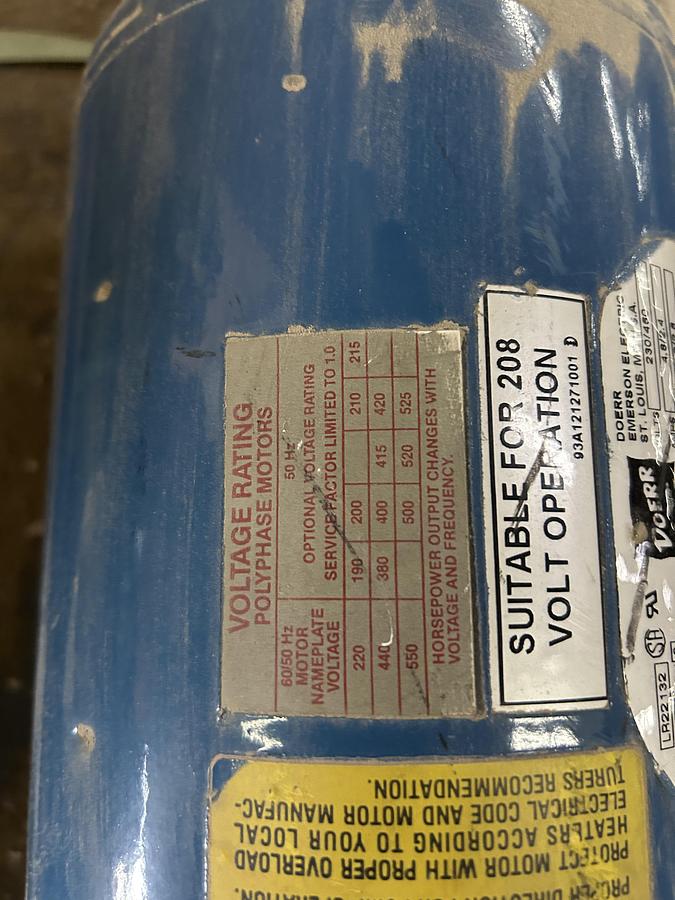 VOLTAGE RATING
POLYPHASE MOTORS
60/50 Hz
MOTOR
NAMEPLATE
VOLTAGE
50 Hz
OPTIONAL VOLTAGE RATING
SERVICE FACTOR LIMITED TO 1.0
220 190 200 210 215
440 380 400 415 420
550 500 520 525
HORSEPOWER OUTPUT CHANGES WITH
VOLTAGE AND FREQUENCY.
SUITABLE FOR 208
VOLT OPERATION
93A121271001 D
DOERR
EMERSON ELECTRIC
ST. LOUIS,
230/460
DOERR
LR22132
PROPER DIRECTION
PROTECT MOTOR WITH PROPER OVERLOAD
HEATERS ACCORDING TO YOUR LOCAL
ELECTRICAL CODE AND MOTOR MANUFAC-
TURERS RECOMMENDATION.